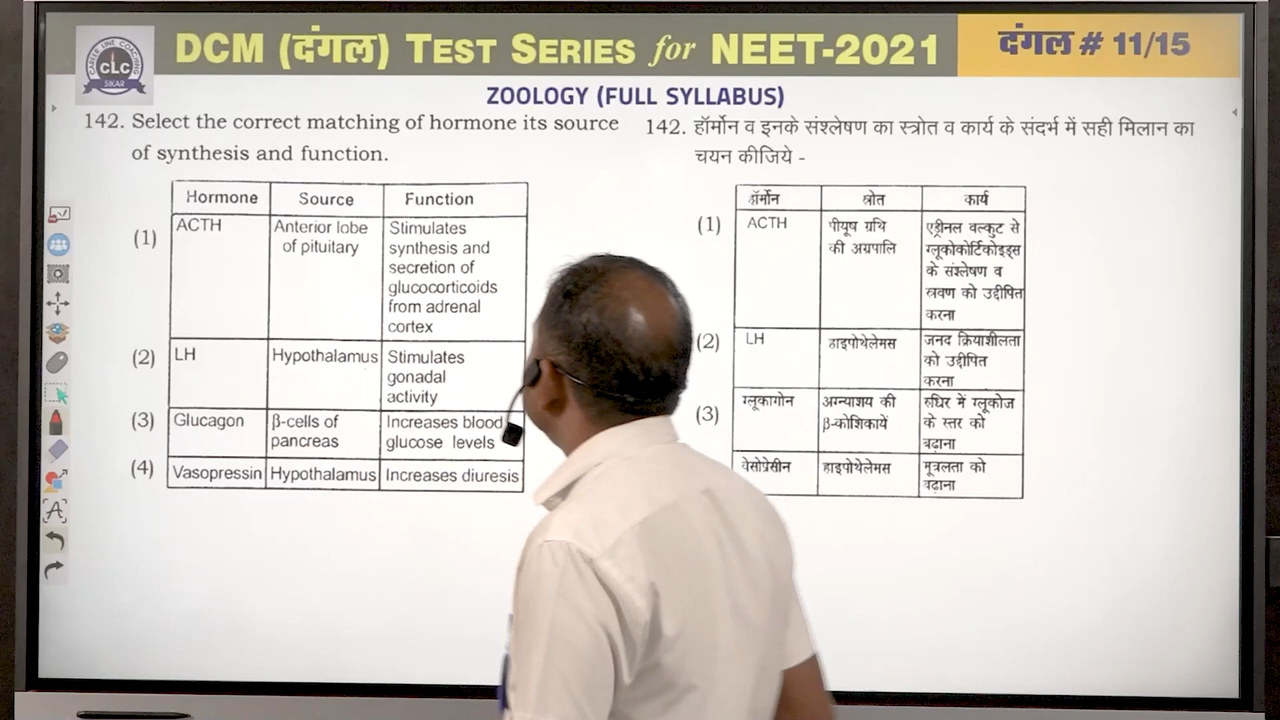 CAREER LINE COACHING
CLC
SIKAR
DCM (दंगल) TEST SERIES for NEET-2021
दंगल # 11/15
ZOOLOGY (FULL SYLLABUS)
142. Select the correct matching of hormone its source
of synthesis and function.
Hormone Source Function
(1) ACTH Anterior lobe Stimulates
of pituitary synthesis and
secretion of
glucocorticoids
from adrenal
cortex
(2) LH Hypothalamus Stimulates
gonadal
activity
(3) Glucagon β-cells of Increases blood
pancreas glucose levels
(4) Vasopressin Hypothalamus Increases diuresis
142. हॉर्मोन व इनके संश्लेषण का स्त्रोत व कार्य के संदर्भ में सही मिलान का
चयन कीजिये -
हॉर्मोन स्रोत कार्य
(1) ACTH पीयूष ग्रथि एड्रीनल वल्कुट से
की अग्रपालि ग्लूकोकोर्टिकोइड्स
के संश्लेषण व
स्त्रवण को उद्दीपित
करना
(2) LH हाइपोथेलेमस जनद क्रियाशीलता
को उद्दीपित
करना
(3) ग्लूकागोन अग्न्याशय की रुधिर में ग्लूकोज
β-कोशिकायें के स्तर को
बढ़ाना
वेसोप्रेसीन हाइपोथेलेमस मूत्रलता को
बढ़ाना